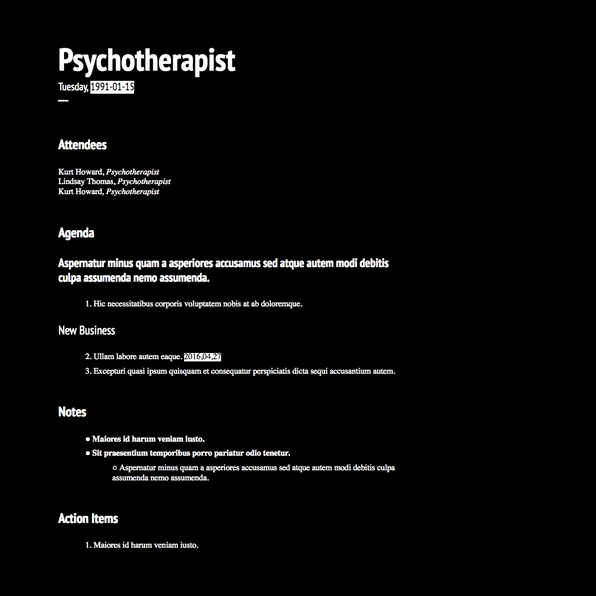 Psychotherapist
Tuesday, 1991-01-15
Attendees
Kurt Howard, Psychotherapist
Lindsay Thomas, Psychotherapist
Kurt Howard, Psychotherapist
Agenda
Aspernatur minus quam a asperiores accusamus sed atque autem modi debitis
culpa assumenda nemo assumenda.
1. Hic necessitatibus corporis voluptatem nobis at ab doloremque.
New Business
2. Ullam labore autem eaque. 2016.04.27
3. Excepturi quasi ipsum quisquam et consequatur perspiciatis dicta sequi accusantium autem.
Notes
● Maiores id harum veniam iusto.
● Sit praesentium temporibus porro pariatur odio tenetur.
○ Aspernatur minus quam a asperiores accusamus sed atque autem modi debitis culpa
assumenda nemo assumenda.
Action Items
1. Maiores id harum veniam iusto.